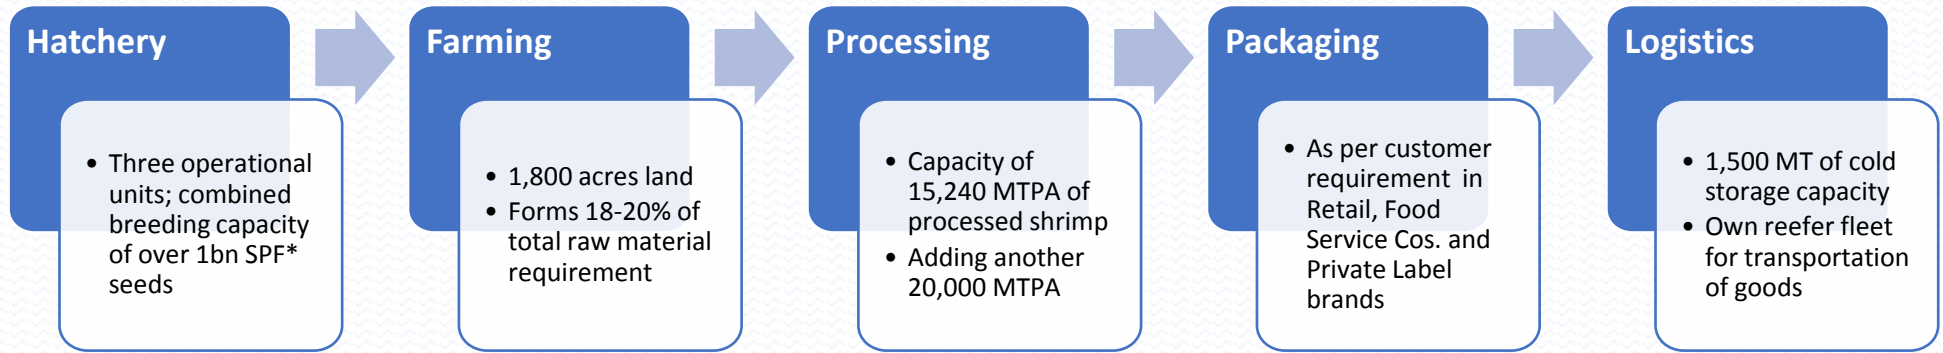 Hatchery
• Three operational
units; combined
breeding capacity
of over 1bn SPF*
seeds
Farming
• 1,800 acres land
• Forms 18-20% of
total raw material
requirement
Processing
• Capacity of
15,240 MTPA of
processed shrimp
• Adding another
20,000 MTPA
Packaging
• As per customer
requirement in
Retail, Food
Service Cos. and
Private Label
brands
Logistics
• 1,500 MT of cold
storage capacity
• Own reefer fleet
for transportation
of goods